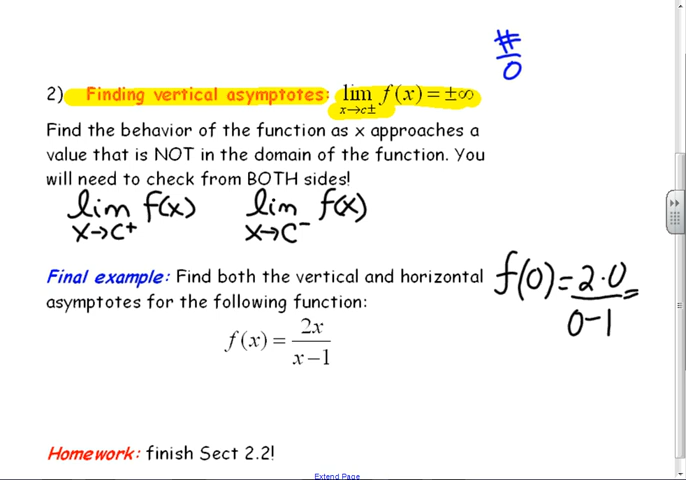 #
0
2) Finding vertical asymptotes: lim f(x) = ±∞
x→c±
Find the behavior of the function as x approaches a
value that is NOT in the domain of the function. You
will need to check from BOTH sides!
lim f(x) lim f(x)
x→c⁺ x→c⁻
Final example: Find both the vertical and horizontal
asymptotes for the following function:
f(x) = 2x
x−1
f(0) = 2·0 =
0−1
Homework: finish Sect 2.2!
Extend Page